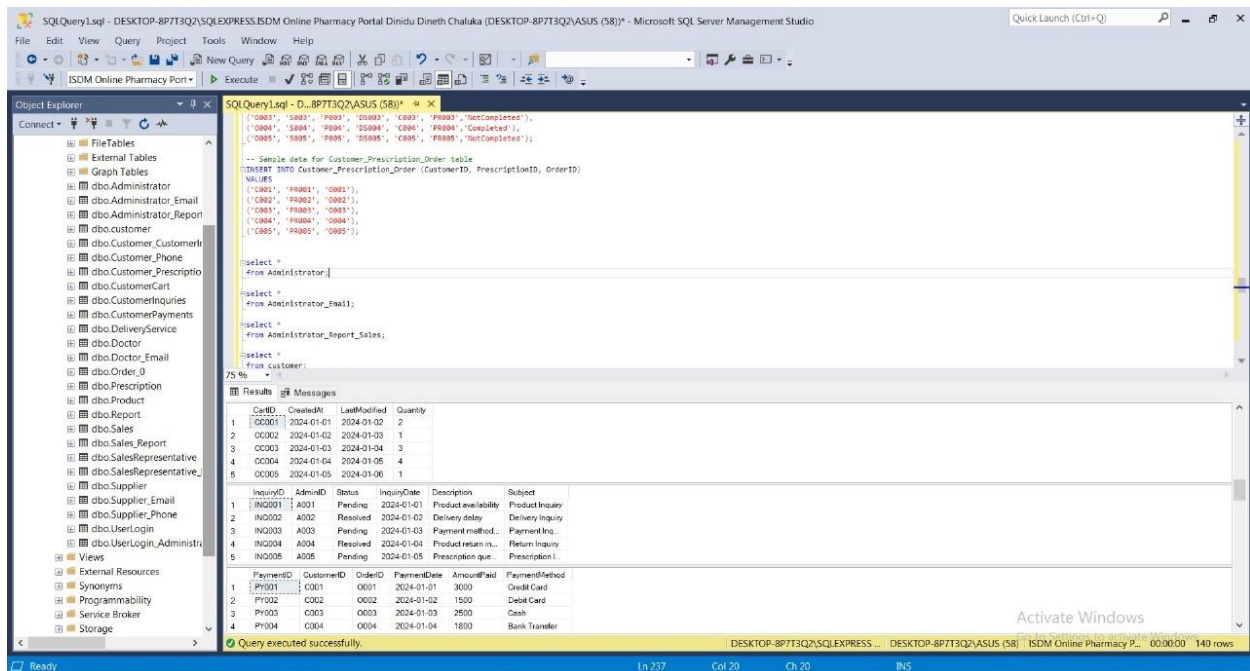 SQLQuery1.sql - DESKTOP-8P7T3Q2\SQLEXPRESS.ISDM Online Pharmacy Portal Dinidu Dineth Chaluka (DESKTOP-8P7T3Q2\ASUS (58))* - Microsoft SQL Server Management Studio
Quick Launch (Ctrl+Q)
File Edit View Query Project Tools Window Help
New Query
ISDM Online Pharmacy Port
Execute
Object Explorer
Connect
FileTables
External Tables
Graph Tables
dbo.Administrator
dbo.Administrator_Email
dbo.Administrator_Report
dbo.customer
dbo.Customer_CustomerIr
dbo.Customer_Phone
dbo.Customer_Prescriptio
dbo.CustomerCart
dbo.CustomerInquries
dbo.CustomerPayments
dbo.DeliveryService
dbo.Doctor
dbo.Doctor_Email
dbo.Order_0
dbo.Prescription
dbo.Product
dbo.Report
dbo.Sales
dbo.Sales_Report
dbo.SalesRepresentative
dbo.SalesRepresentative_
dbo.Supplier
dbo.Supplier_Email
dbo.Supplier_Phone
dbo.UserLogin
dbo.UserLogin_Administra
Views
External Resources
Synonyms
Programmability
Service Broker
Storage
SQLQuery1.sql - D...8P7T3Q2\ASUS (58))*
('O003', 'S003', 'P003', 'DS003', 'C003', 'PR003','NotCompleted'),
('O004', 'S004', 'P004', 'DS004', 'C004', 'PR004','Completed'),
('O005', 'S005', 'P005', 'DS005', 'C005', 'PR005','NotCompleted');
-- Sample data for Customer_Prescription_Order table
INSERT INTO Customer_Prescription_Order (CustomerID, PrescriptionID, OrderID)
VALUES
('C001', 'PR001', 'O001'),
('C002', 'PR002', 'O002'),
('C003', 'PR003', 'O003'),
('C004', 'PR004', 'O004'),
('C005', 'PR005', 'O005');
select *
from Administrator;
select *
from Administrator_Email;
select *
from Administrator_Report_Sales;
select *
from customer;
75 %
Results Messages
CartID CreatedAt LastModified Quantity
1 CC001 2024-01-01 2024-01-02 2
2 CC002 2024-01-02 2024-01-03 1
3 CC003 2024-01-03 2024-01-04 3
4 CC004 2024-01-04 2024-01-05 4
5 CC005 2024-01-05 2024-01-06 1
InquiryID AdminID Status InquiryDate Description Subject
1 INQ001 A001 Pending 2024-01-01 Product availability Product Inquiry
2 INQ002 A002 Resolved 2024-01-02 Delivery delay Delivery Inquiry
3 INQ003 A003 Pending 2024-01-03 Payment method... Payment Inq...
4 INQ004 A004 Resolved 2024-01-04 Product return in... Return Inquiry
5 INQ005 A005 Pending 2024-01-05 Prescription que... Prescription I...
PaymentID CustomerID OrderID PaymentDate AmountPaid PaymentMethod
1 PY001 C001 O001 2024-01-01 3000 Credit Card
2 PY002 C002 O002 2024-01-02 1500 Debit Card
3 PY003 C003 O003 2024-01-03 2500 Cash
4 PY004 C004 O004 2024-01-04 1800 Bank Transfer
Activate Windows
Go to Settings to activate Windows.
Query executed successfully.
DESKTOP-8P7T3Q2\SQLEXPRESS ... DESKTOP-8P7T3Q2\ASUS (58) ISDM Online Pharmacy P... 00:00:00 140 rows
Ready Ln 237 Col 20 Ch 20 INS